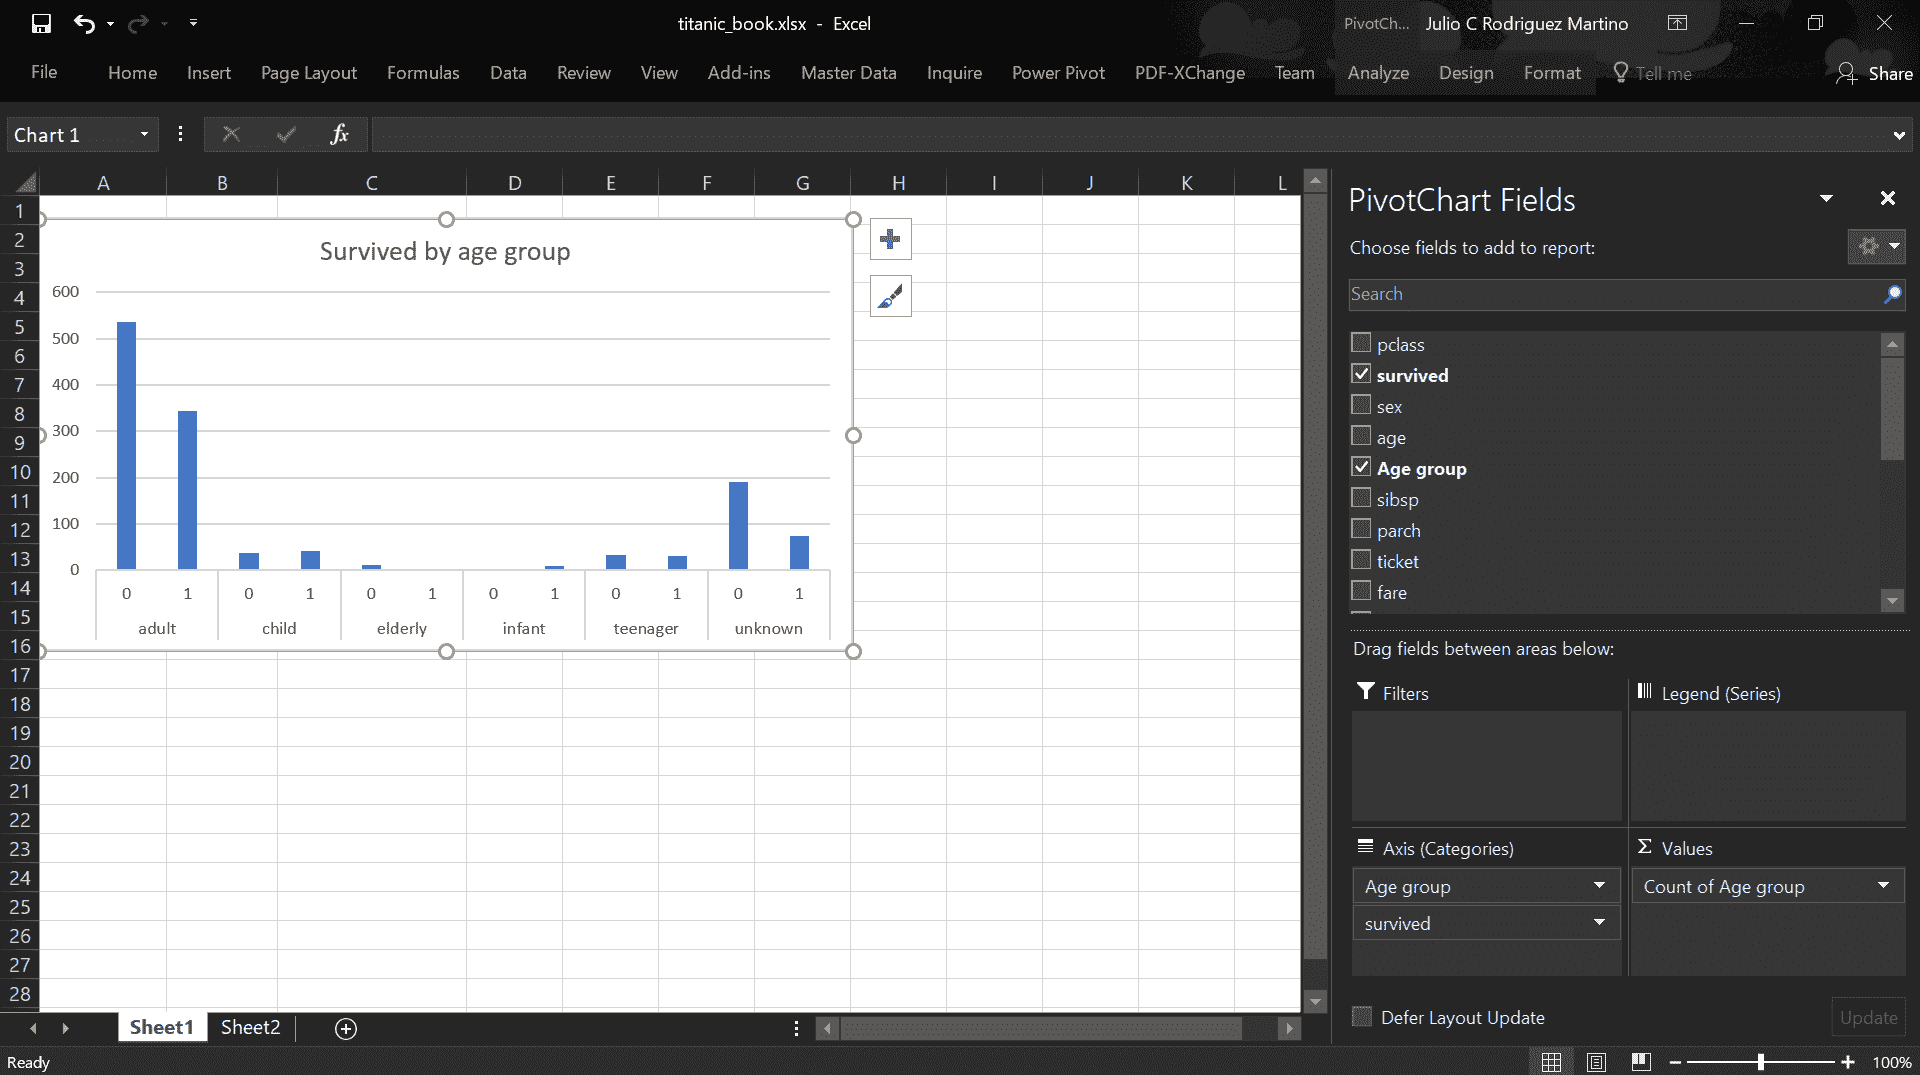 titanic_book.xlsx - Excel
PivotCh... Julio C Rodriguez Martino
File Home Insert Page Layout Formulas Data Review View Add-ins Master Data Inquire Power Pivot PDF-XChange Team Analyze Design Format Tell me Share
Chart 1 fx
A B C D E F G H I J K L
1
2
3
4
5
6
7
8
9
10
11
12
13
14
15
16
17
18
19
20
21
22
23
24
25
26
27
28
Survived by age group
600
500
400
300
200
100
0
0 1 0 1 0 1 0 1 0 1 0 1
adult child elderly infant teenager unknown
PivotChart Fields
Choose fields to add to report:
Search
pclass
survived
sex
age
Age group
sibsp
parch
ticket
fare
Drag fields between areas below:
Filters
Legend (Series)
Axis (Categories)
Age group
survived
Σ Values
Count of Age group
Defer Layout Update
Update
Sheet1 Sheet2
Ready
100%